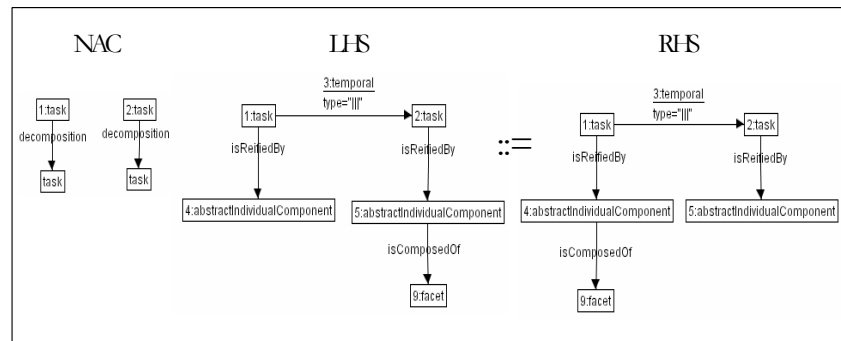 NAC
1:task
2:task
decomposition
decomposition
task
task
LHS
3:temporal
type="|||"
1:task
2:task
isReifiedBy
isReifiedBy
4:abstractIndividualComponent
5:abstractIndividualComponent
isComposedOf
9:facet
::=
RHS
3:temporal
type="|||"
1:task
2:task
isReifiedBy
isReifiedBy
4:abstractIndividualComponent
5:abstractIndividualComponent
isComposedOf
9:facet